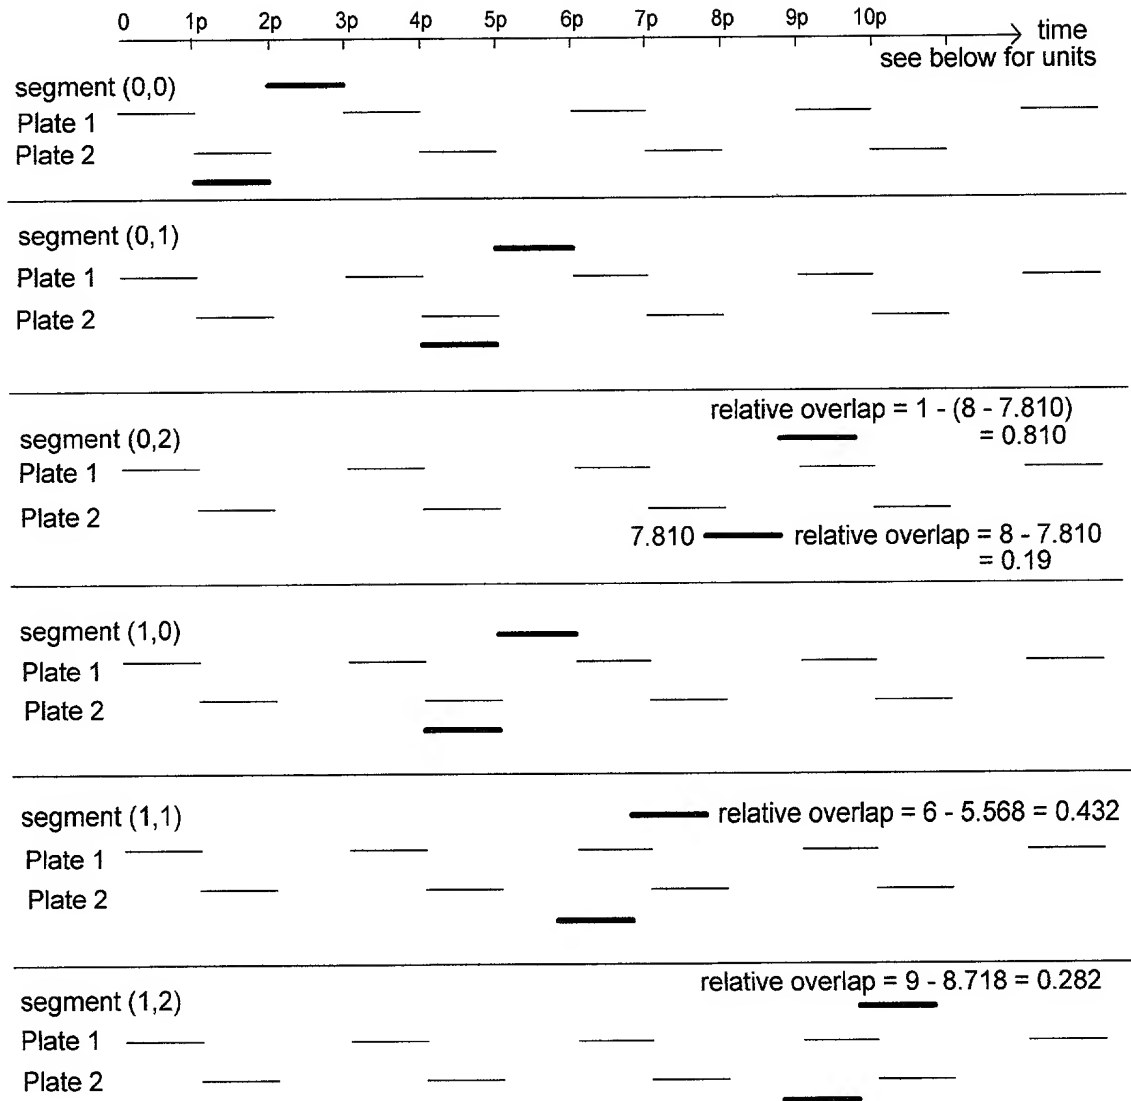 0 1p 2p 3p 4p 5p 6p 7p 8p 9p 10p time
see below for units
segment (0,0)
Plate 1
Plate 2
segment (0,1)
Plate 1
Plate 2
relative overlap = 1 - (8 - 7.810)
= 0.810
segment (0,2)
Plate 1
Plate 2
7.810 relative overlap = 8 - 7.810
= 0.19
segment (1,0)
Plate 1
Plate 2
segment (1,1) relative overlap = 6 - 5.568 = 0.432
Plate 1
Plate 2
relative overlap = 9 - 8.718 = 0.282
segment (1,2)
Plate 1
Plate 2